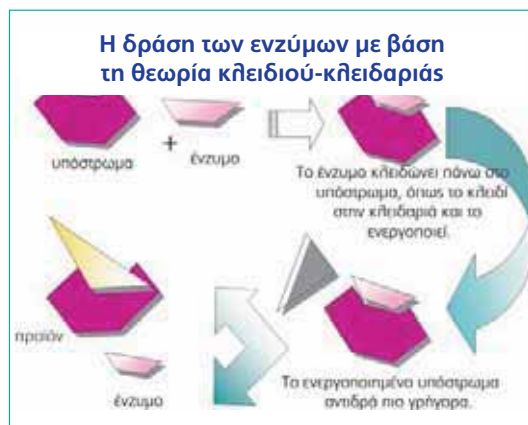 Η δράση των ενζύμων με βάση
τη θεωρία κλειδιού-κλειδαριάς
υπόστρωμα
+
ένζυμο
Το ένζυμο κλειδώνει πάνω στο
υπόστρωμα, όπως το κλειδί
στην κλειδαριά και το
ενεργοποιεί.
προϊόν
ένζυμο
Το ενεργοποιημένο υπόστρωμα
αντιδρά πιο γρήγορα.